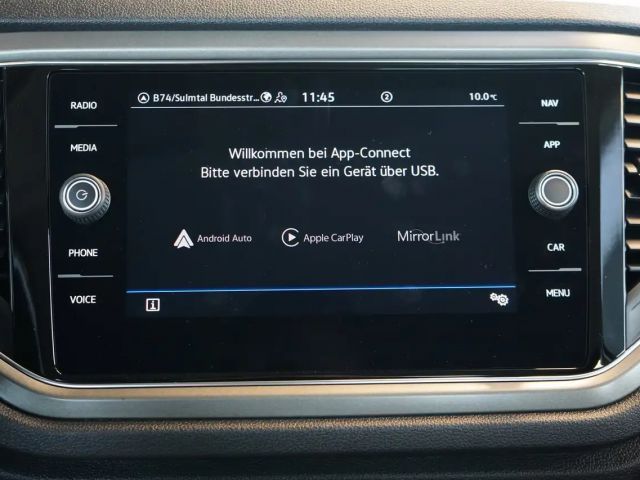 RADIO
MEDIA
PHONE
VOICE
B74/Sulmtal Bundesstr... 11:45 2 10.0°C
Willkommen bei App-Connect
Bitte verbinden Sie ein Gerät über USB.
Android Auto Apple CarPlay MirrorLink
i
NAV
APP
CAR
MENU